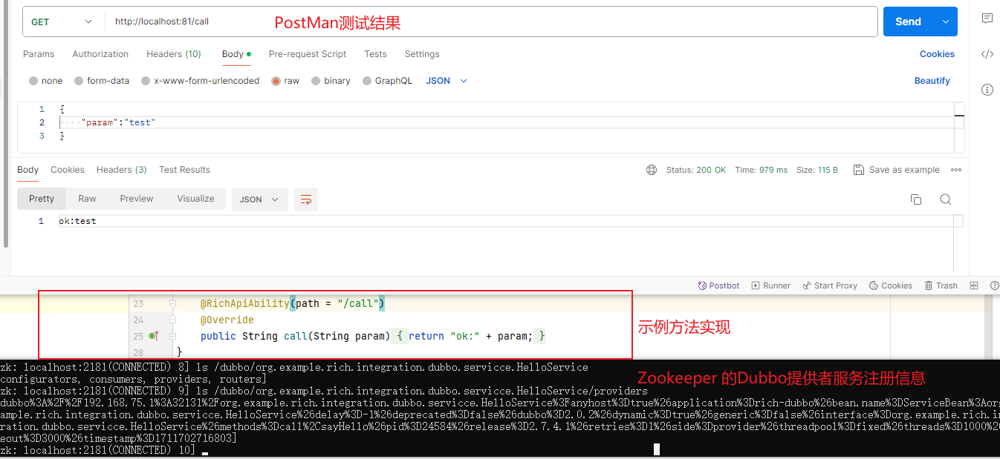 GET http://localhost:81/call PostMan测试结果 Send
Params Authorization Headers (10) Body Pre-request Script Tests Settings Cookies
none form-data x-www-form-urlencoded raw binary GraphQL JSON Beautify
1 {
2 "param":"test"
3 }
Body Cookies Headers (3) Test Results Status: 200 OK Time: 979 ms Size: 115 B Save as example
Pretty Raw Preview Visualize JSON
1 ok:test
Postbot Runner Start Proxy Cookies Trash
23 @RichApiAbility(path = "/call")
24 @Override
示例方法实现
25 public String call(String param) { return "ok:" + param; }
28 }
zk: localhost:2181(CONNECTED) 8] ls /dubbo/org.example.rich.integration.dubbo.servicce.HelloService
Zookeeper 的Dubbo提供者服务注册信息
configurators, consumers, providers, routers]
zk: localhost:2181(CONNECTED) 9] ls /dubbo/org.example.rich.integration.dubbo.servicce.HelloService/providers
dubbo%3A%2F%2F192.168.75.1%3A32131%2Forg.example.rich.integration.dubbo.servicce.HelloService%3Fanyhost%3Dtrue%26application%3Drich-dubbo%26bean.name%3DServiceBean%3Aorg
ample.rich.integration.dubbo.servicce.HelloService%26delay%3D-1%26deprecated%3Dfalse%26dubbo%3D2.0.2%26dynamic%3Dtrue%26generic%3Dfalse%26interface%3Dorg.example.rich.in
ration.dubbo.servicce.HelloService%26methods%3Dcall%2CsayHello%26pid%3D24584%26release%3D2.7.4.1%26retries%3D1%26side%3Dprovider%26threadpool%3Dfixed%26threads%3D1000%26
eout%3D3000%26timestamp%3D1711702716803]
zk: localhost:2181(CONNECTED) 10]